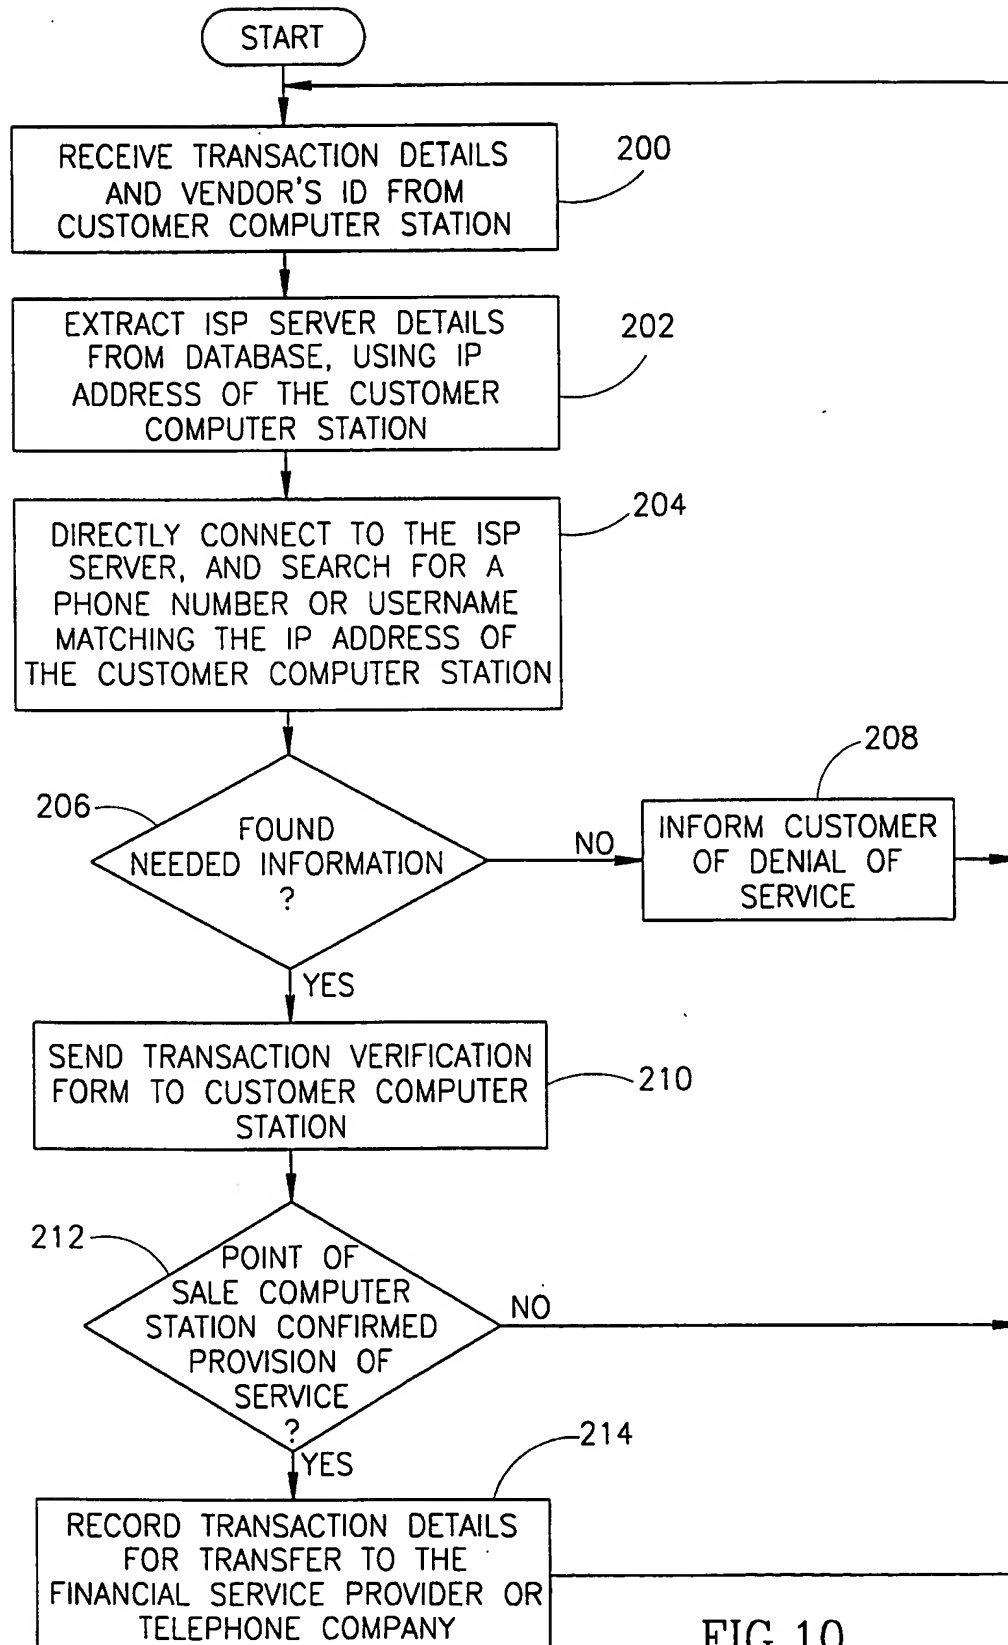 START
RECEIVE TRANSACTION DETAILS
AND VENDOR'S ID FROM
CUSTOMER COMPUTER STATION
200
EXTRACT ISP SERVER DETAILS
FROM DATABASE, USING IP
ADDRESS OF THE CUSTOMER
COMPUTER STATION
202
DIRECTLY CONNECT TO THE ISP
SERVER, AND SEARCH FOR A
PHONE NUMBER OR USERNAME
MATCHING THE IP ADDRESS OF
THE CUSTOMER COMPUTER STATION
204
206
FOUND
NEEDED INFORMATION
?
NO
208
INFORM CUSTOMER
OF DENIAL OF
SERVICE
YES
SEND TRANSACTION VERIFICATION
FORM TO CUSTOMER COMPUTER
STATION
210
212
POINT OF
SALE COMPUTER
STATION CONFIRMED
PROVISION OF
SERVICE
?
NO
YES
214
RECORD TRANSACTION DETAILS
FOR TRANSFER TO THE
FINANCIAL SERVICE PROVIDER OR
TELEPHONE COMPANY
FIG.10